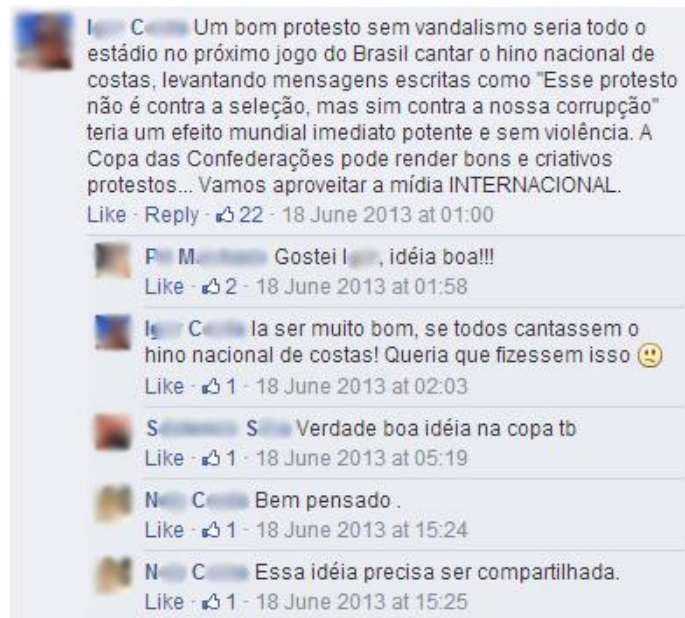 Um bom protesto sem vandalismo seria todo o
estádio no próximo jogo do Brasil cantar o hino nacional de
costas, levantando mensagens escritas como "Esse protesto
não é contra a seleção, mas sim contra a nossa corrupção"
teria um efeito mundial imediato potente e sem violência. A
Copa das Confederações pode render bons e criativos
protestos... Vamos aproveitar a mídia INTERNACIONAL.
Like · Reply · 22 · 18 June 2013 at 01:00
Gostei, idéia boa!!!
Like · 2 · 18 June 2013 at 01:58
Ia ser muito bom, se todos cantassem o
hino nacional de costas! Queria que fizessem isso
Like · 1 · 18 June 2013 at 02:03
Verdade boa idéia na copa tb
Like · 1 · 18 June 2013 at 05:19
Bem pensado .
Like · 1 · 18 June 2013 at 15:24
Essa idéia precisa ser compartilhada.
Like · 1 · 18 June 2013 at 15:25